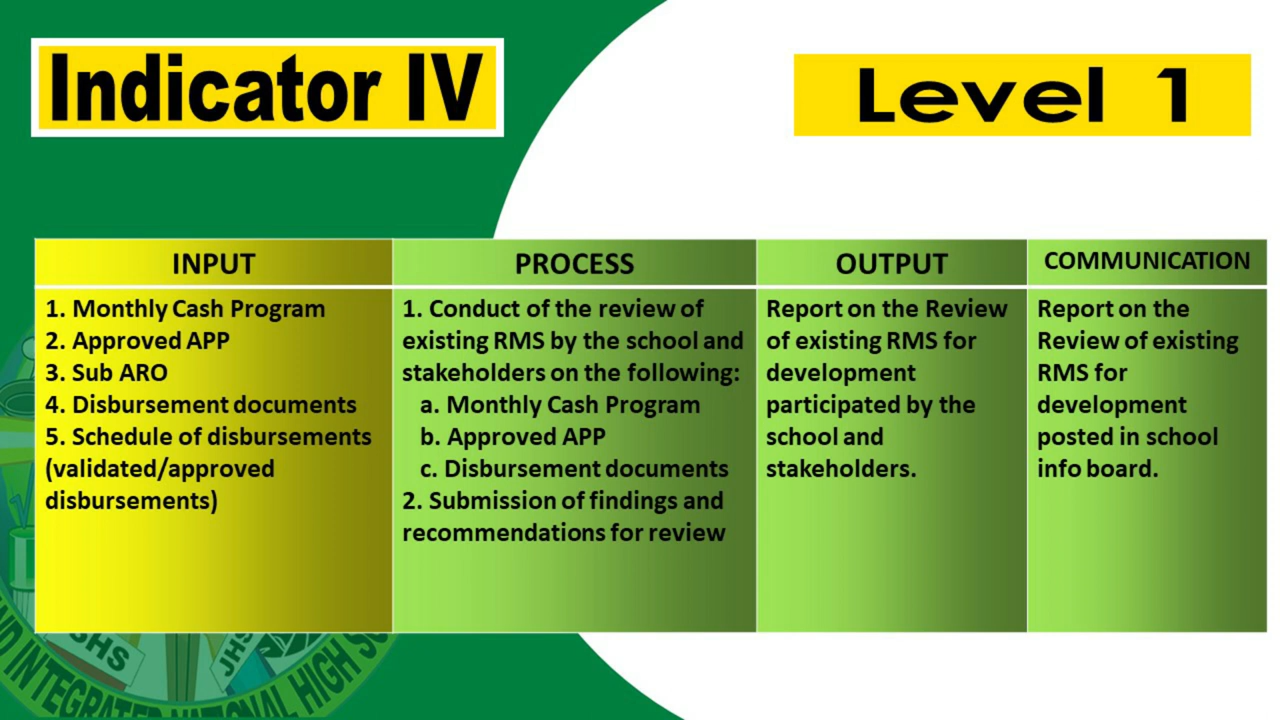 Indicator IV
Level 1
INPUT
PROCESS
OUTPUT
COMMUNICATION
1. Monthly Cash Program
2. Approved APP
3. Sub ARO
4. Disbursement documents
5. Schedule of disbursements
(validated/approved
disbursements)
1. Conduct of the review of
existing RMS by the school and
stakeholders on the following:
a. Monthly Cash Program
b. Approved APP
c. Disbursement documents
2. Submission of findings and
recommendations for review
Report on the Review
of existing RMS for
development
participated by the
school and
stakeholders.
Report on the
Review of existing
RMS for
development
posted in school
info board.
SHS
JHS
INTEGRATED NATIONAL HIGH